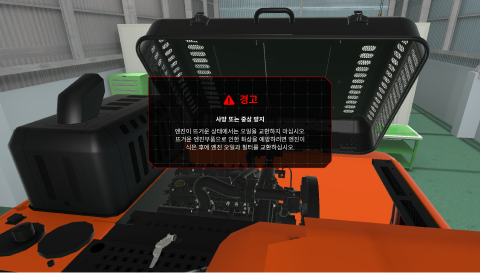 경고
사망 또는 중상 방지
엔진이 뜨거운 상태에서는 오일을 교환하지 마십시오.
뜨거운 엔진부품으로 인한 화상을 예방하려면 엔진이
식은 후에 엔진 오일과 필터를 교환하십시오.